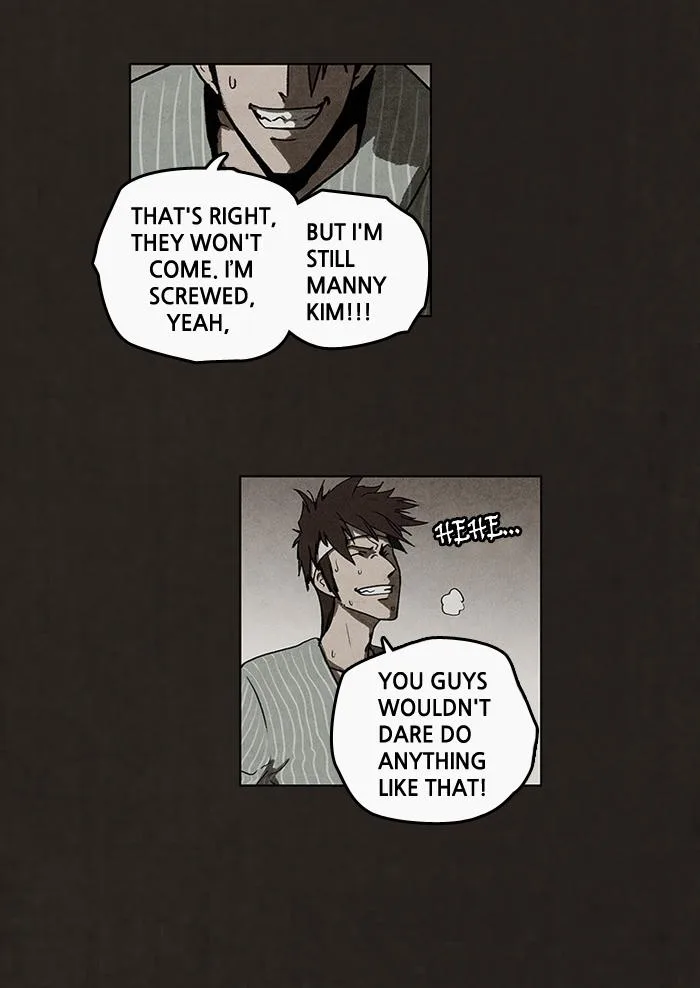 THAT'S RIGHT,
THEY WON'T
COME. I'M
SCREWED,
YEAH,
BUT I'M
STILL
MANNY
KIM!!!
HEHE...
YOU GUYS
WOULDN'T
DARE DO
ANYTHING
LIKE THAT!